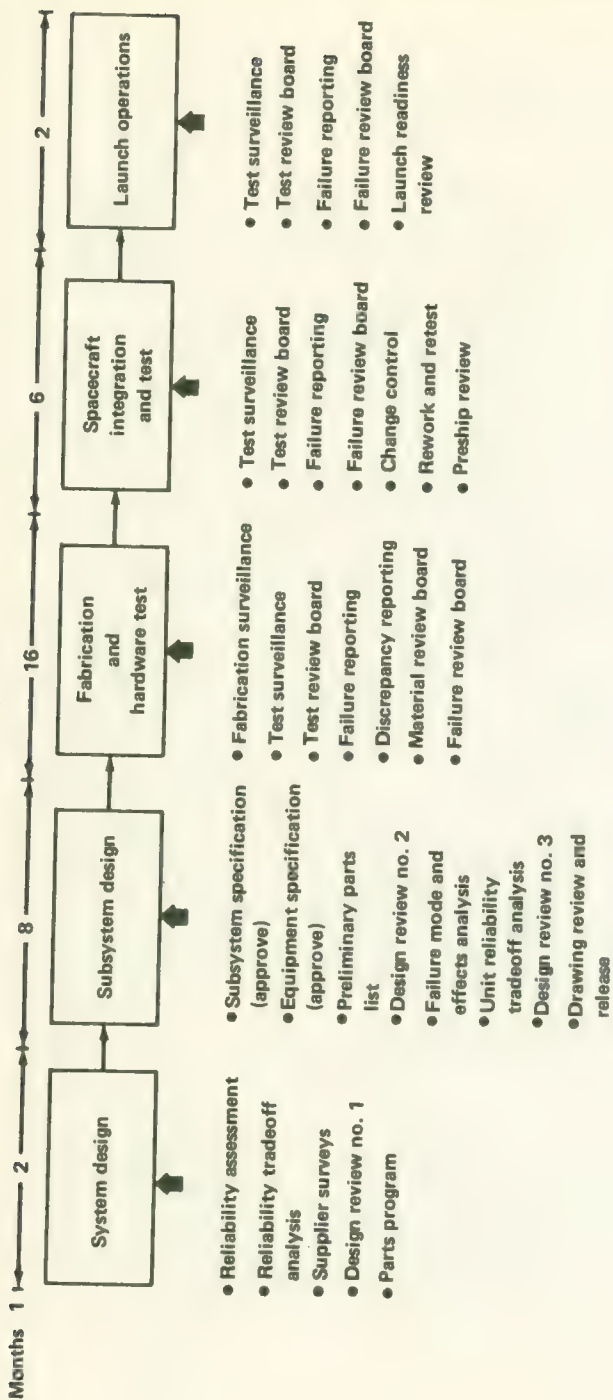 Months 1 2 8 16 6 2
System design
Subsystem design
Fabrication
and
hardware test
Spacecraft
integration
and test
Launch operations
• Reliability assessment
• Reliability tradeoff
analysis
• Supplier surveys
• Design review no. 1
• Parts program
• Subsystem specification
(approve)
• Equipment specification
(approve)
• Preliminary parts
list
• Design review no. 2
• Failure mode and
effects analysis
• Unit reliability
tradeoff analysis
• Design review no. 3
• Drawing review and
release
• Fabrication surveillance
• Test surveillance
• Test review board
• Failure reporting
• Discrepancy reporting
• Material review board
• Failure review board
• Test surveillance
• Test review board
• Failure reporting
• Failure review board
• Change control
• Rework and retest
• Preship review
• Test surveillance
• Test review board
• Failure reporting
• Failure review board
• Launch readiness
review